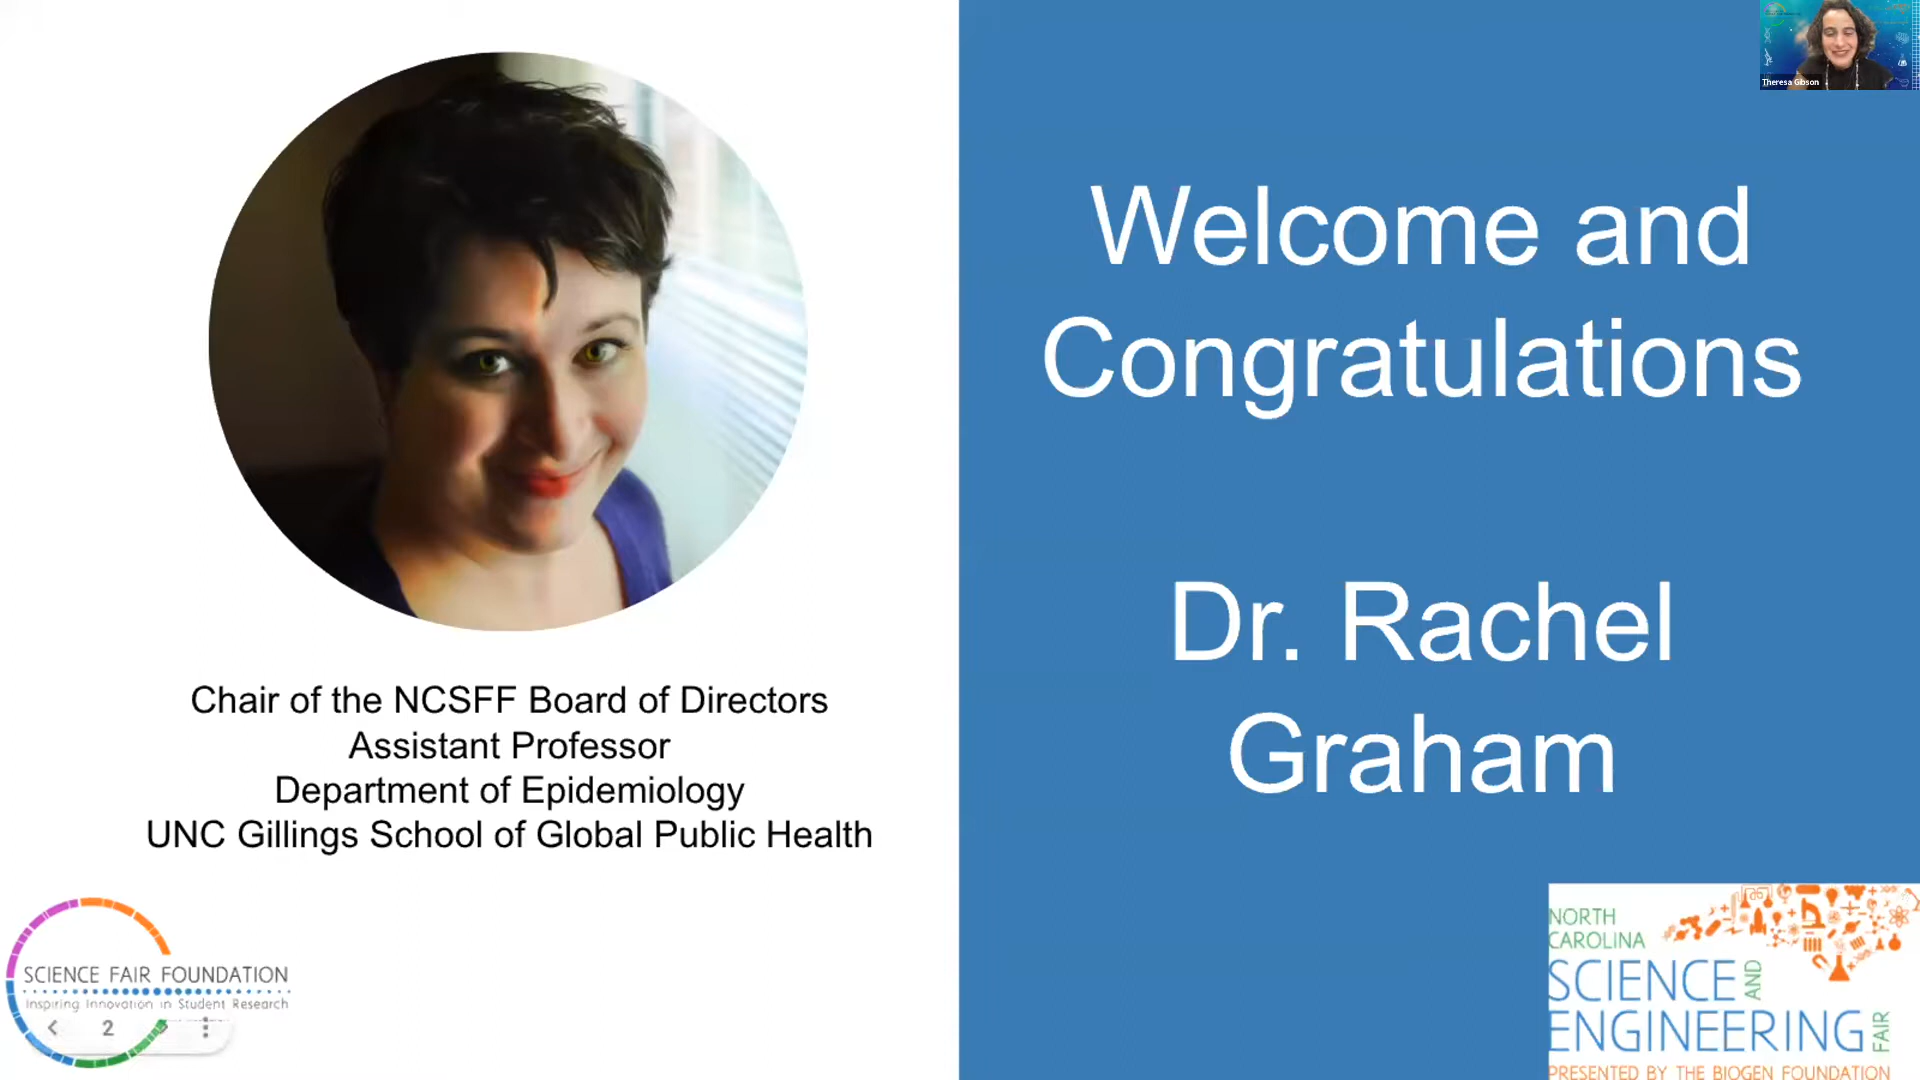 Theresa Gibson
Welcome and
Congratulations
Dr. Rachel
Graham
Chair of the NCSFF Board of Directors
Assistant Professor
Department of Epidemiology
UNC Gillings School of Global Public Health
SCIENCE FAIR FOUNDATION
Inspiring Innovation in Student Research
2
NORTH
CAROLINA
SCIENCE AND
ENGINEERING FAIR
PRESENTED BY THE BIOGEN FOUNDATION